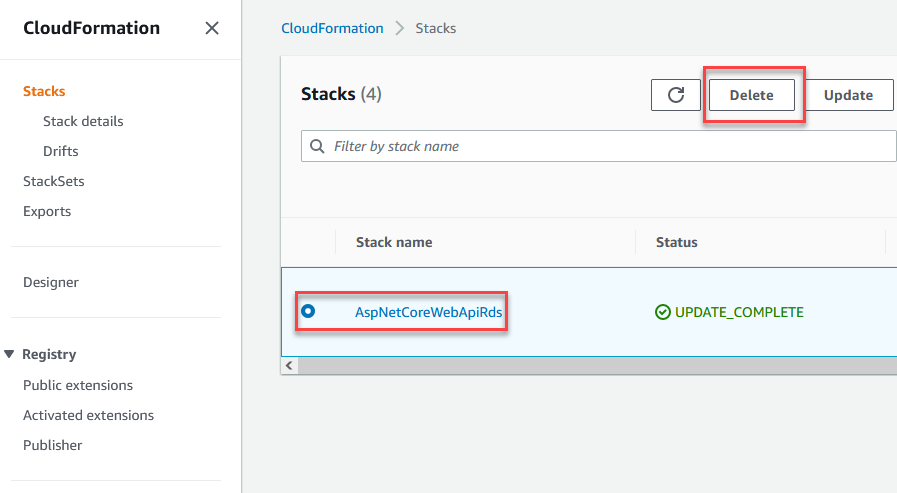 CloudFormation
Stacks
Stack details
Drifts
StackSets
Exports
Designer
Registry
Public extensions
Activated extensions
Publisher
CloudFormation Stacks
Stacks (4)
Delete
Update
Filter by stack name
Stack name Status
AspNetCoreWebApiRds UPDATE_COMPLETE